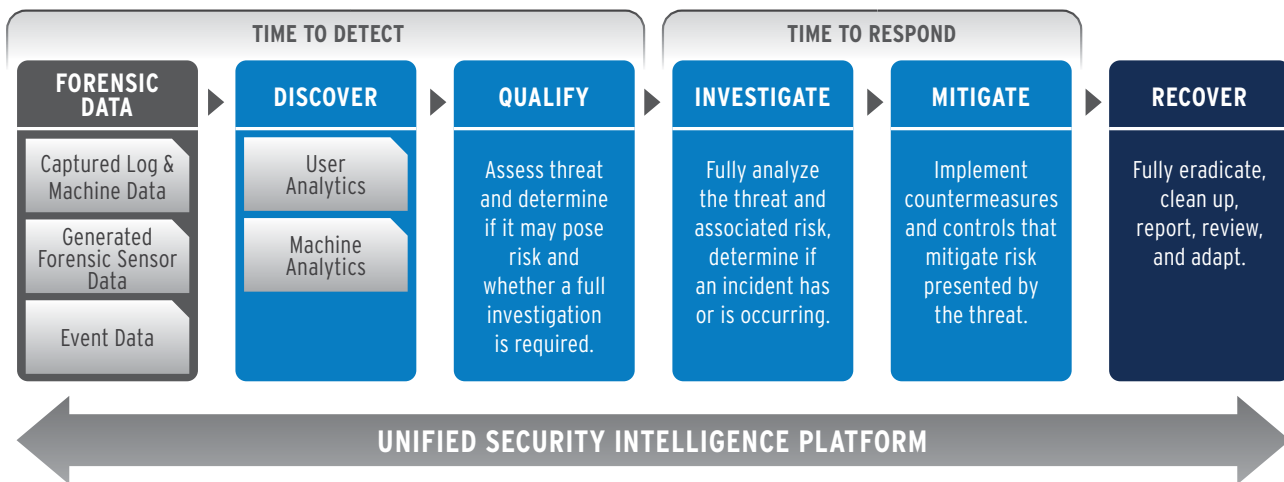 TIME TO DETECT
TIME TO RESPOND
FORENSIC
DATA
Captured Log &
Machine Data
Generated
Forensic Sensor
Data
Event Data
DISCOVER
User
Analytics
Machine
Analytics
QUALIFY
Assess threat
and determine
if it may pose
risk and
whether a full
investigation
is required.
INVESTIGATE
Fully analyze
the threat and
associated risk,
determine if
an incident has
or is occurring.
MITIGATE
Implement
countermeasures
and controls that
mitigate risk
presented by
the threat.
RECOVER
Fully eradicate,
clean up,
report, review,
and adapt.
UNIFIED SECURITY INTELLIGENCE PLATFORM